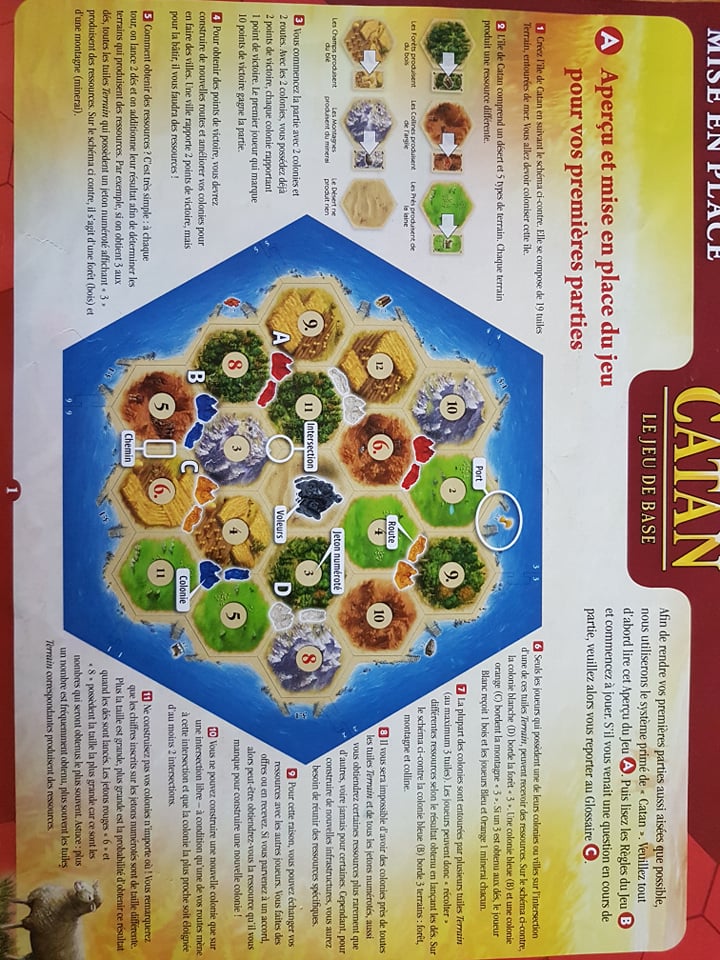 MISE EN PLACE
CATAN
LE JEU DE BASE
Afin de rendre vos premières parties aussi aisées que possible,
nous utiliserons le système primé de « Catan ». Veuillez tout
d'abord lire cet Aperçu du Jeu A. Puis lisez les Règles du Jeu B
et commencez à jouer. S'il vous venait une question en cours de
partie, veuillez alors vous reporter au Glossaire C.
A Aperçu et mise en place du jeu
pour vos premières parties
1 Créez l'île de Catan en suivant le schéma ci-contre. Elle se compose de 19 tuiles
Terrain, entourées de mer. Vous allez devoir coloniser cette île.
2 L'île de Catan comprend un désert et 5 types de terrain. Chaque terrain
produit une ressource différente.
Les Forêts produisent
du bois
Les Collines produisent
de l'argile
Les Prés produisent de
la laine
Les Champs produisent
du blé
Les Montagnes
produisent du minerai
Le Désert ne
produit rien
3 Vous commencez la partie avec 2 colonies et
2 routes. Avec les 2 colonies, vous possédez déjà
2 points de victoire, chaque colonie rapportant
1 point de victoire. Le premier joueur qui marque
10 points de victoire gagne la partie.
4 Pour obtenir des points de victoire, vous devrez
construire de nouvelles routes et améliorer vos colonies pour
en faire des villes. Une ville rapporte 2 points de victoire, mais
pour la bâtir, il vous faudra des ressources !
5 Comment obtenir des ressources ? C'est très simple : à chaque
tour, on lance 2 dés et on additionne leur résultat afin de déterminer les
terrains qui produisent des ressources. Par exemple, si on obtient 3 aux
dés, toutes les tuiles Terrain qui possèdent un jeton numéroté affichant « 3 »
produisent des ressources. Sur le schéma ci contre, il s'agit d'un forêt (bois) et
d'une montagne (minerai).
3 3
Port
10
2
9.
Route
12
6.
4
10
Jeton numéroté
9.
11
Intersection
Voleurs
3
8
A
D
8
3
4
5
B
C
Colonie
5
6.
11
Chemin
9 9
6 Seuls les joueurs qui possèdent une de leurs colonies ou villes sur l'intersection
d'une de ces tuiles Terrain, peuvent recevoir des ressources. Sur le schéma ci-contre,
la colonie blanche (D) borde la forêt « 3 ». Une colonie bleue (B) et une colonie
orange (C) bordent la montagne « 3 ». Si un 3 est obtenu aux dés, le joueur
Blanc reçoit 1 bois et les joueurs Bleu et Orange 1 minerai chacun.
7 La plupart des colonies sont entourées par plusieurs tuiles Terrain
(au maximum 3 tuiles). Les joueurs peuvent donc « récolter »
différentes ressources selon le résultat obtenu en lançant les dés. Sur
le schéma ci-contre la colonie bleue (B) borde 3 terrains : forêt,
montagne et colline.
8 Il vous sera impossible d'avoir des colonies près de toutes
les tuiles Terrain et de tous les jetons numérotés, aussi
vous obtiendrez certaines ressources plus rarement que
d'autres, voire jamais pour certaines. Cependant, pour
construire de nouvelles infrastructures, vous aurez
besoin de réunir des ressources spécifiques.
9 Pour cette raison, vous pouvez échanger vos
ressources avec les autres joueurs. Vous faites des
offres ou en recevez. Si vous parvenez à un accord,
alors peut-être obtiendrez-vous la ressource qu'il vous
manque pour construire une nouvelle colonie !
10 Vous ne pouvez construire une nouvelle colonie que sur
une intersection libre – à condition qu'une de vos routes mène
à cette intersection et que la colonie la plus proche soit éloignée
d'au moins 2 intersections.
11 Ne construisez pas vos colonies n'importe où ! Vous remarquerez
que les chiffres inscrits sur les jetons numérotés sont de taille différente.
Plus la taille est grande, plus grande est la probabilité d'obtenir ce résultat
quand les dés sont lancés. Les jetons rouges « 6 » et
« 8 » possèdent la taille la plus grande car ce sont les
nombres qui seront obtenus le plus souvent. Astuce : plus
un nombre est fréquemment obtenu, plus souvent les tuiles
Terrain correspondantes produisent des ressources.
1